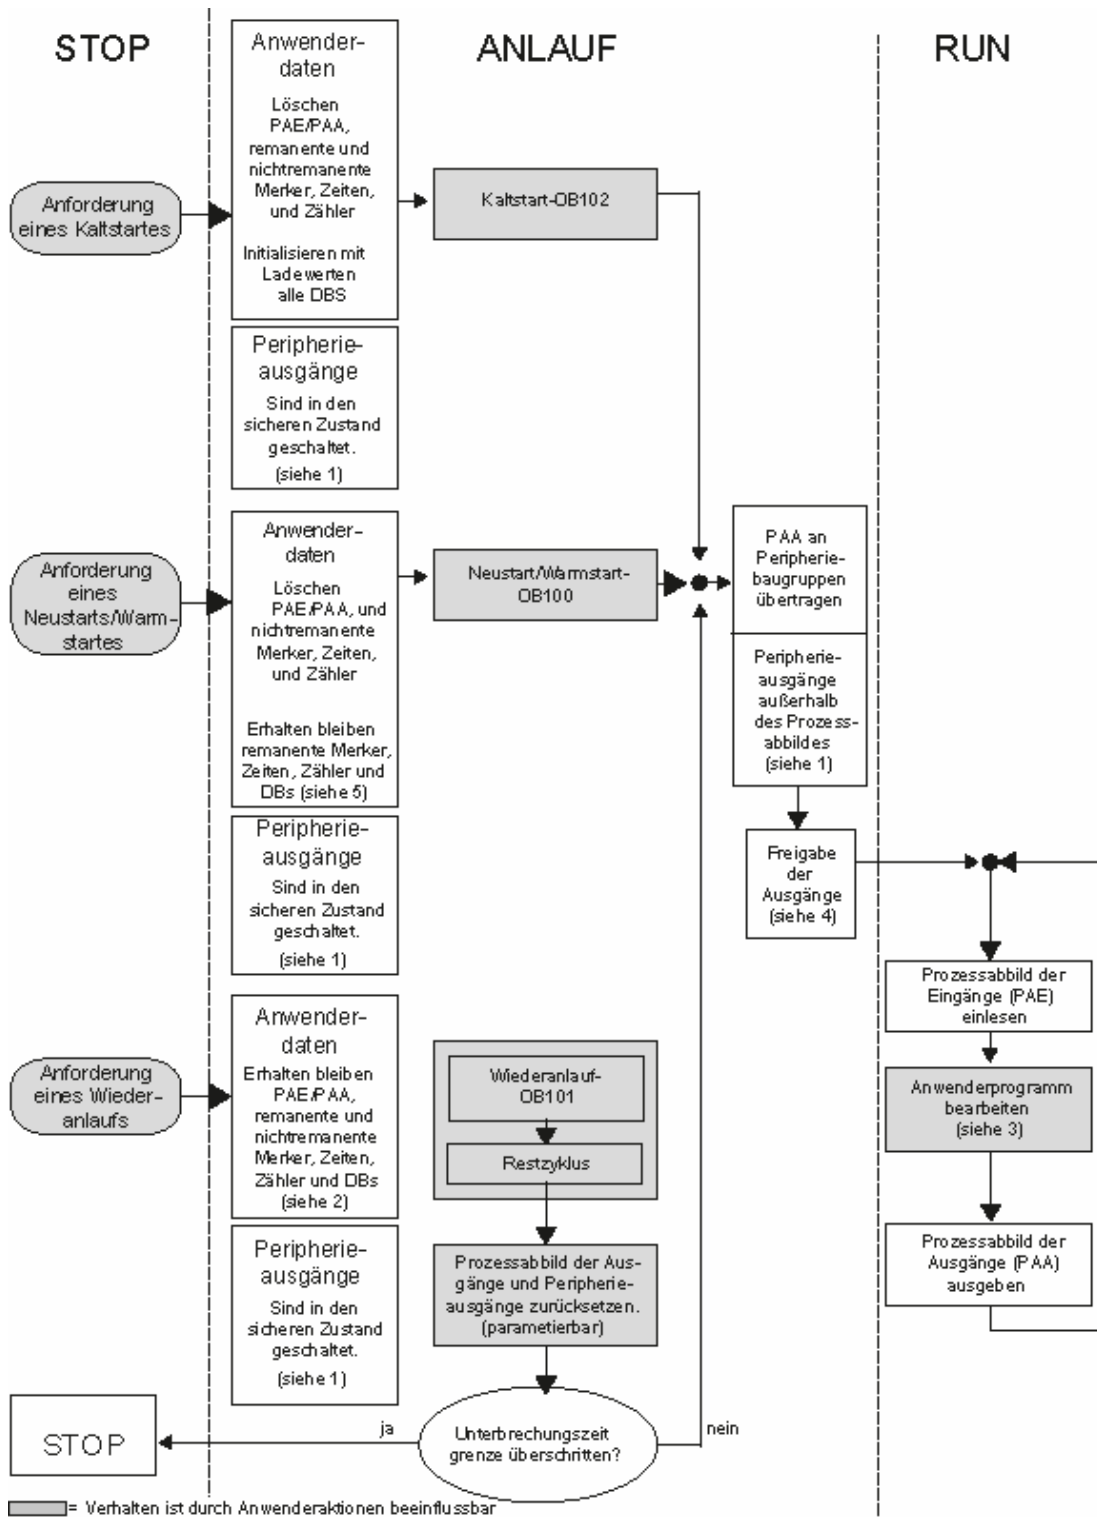 STOP
ANLAUF
RUN
Anforderung
eines Kaltstartes
Anwender-
daten
Löschen
PAE/PAA,
remanente und
nichtremanente
Merker, Zeiten,
und Zähler
Initialisieren mit
Ladewerten
alle DBS
Kaltstart-OB102
Peripherie-
ausgänge
Sind in den
sicheren Zustand
geschaltet.
(siehe 1)
Anforderung
eines
Neustarts/Warm-
startes
Anwender-
daten
Löschen
PAE/PAA, und
nichtremanente
Merker, Zeiten,
und Zähler
Erhalten bleiben
remanente Merker,
Zeiten, Zähler und
DBs (siehe 5)
Neustart/Warmstart-
OB100
Peripherie-
ausgänge
Sind in den
sicheren Zustand
geschaltet.
(siehe 1)
PAA an
Peripherie-
baugruppen
übertragen
Peripherie-
ausgänge
außerhalb
des Prozess-
abbildes
(siehe 1)
Freigabe
der
Ausgänge
(siehe 4)
Anforderung
eines Wieder-
anlaufs
Anwender-
daten
Erhalten bleiben
PAE/PAA,
remanente und
nichtremanente
Merker, Zeiten,
Zähler und DBs
(siehe 2)
Peripherie-
ausgänge
Sind in den
sicheren Zustand
geschaltet.
(siehe 1)
Wiederanlauf-
OB101
Restzyklus
Prozessabbild der Aus-
gänge und Peripherie-
ausgänge zurücksetzen.
(parametierbar)
Unterbrechungszeit
grenze überschritten?
ja
nein
STOP
Prozessabbild der
Eingänge (PAE)
einlesen
Anwenderprogramm
bearbeiten
(siehe 3)
Prozessabbild der
Ausgänge (PAA)
ausgeben
= Verhalten ist durch Anwenderaktionen beeinflussbar